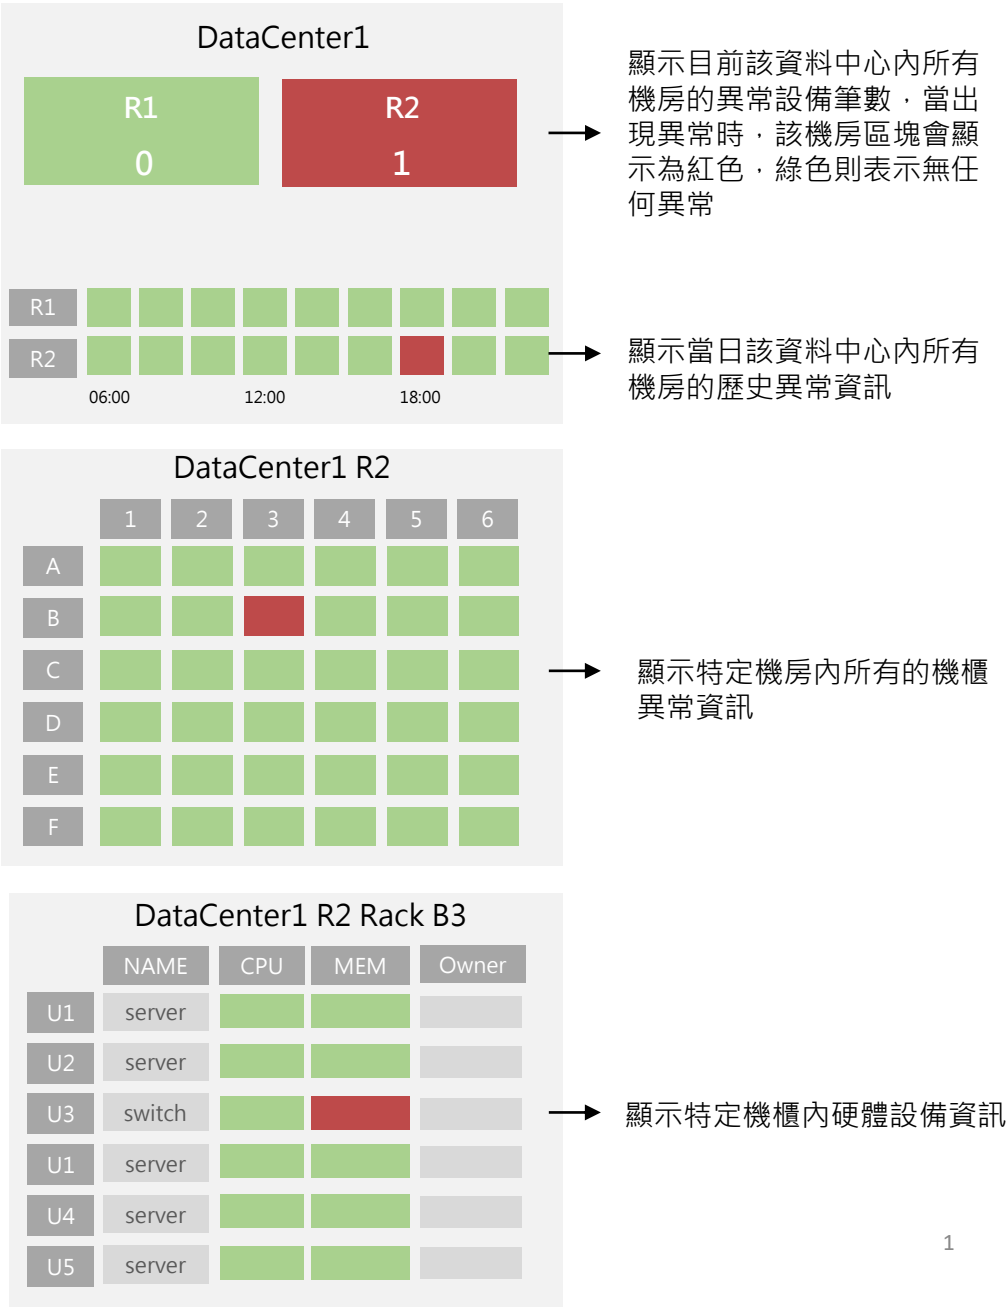 DataCenter1
R1
0
R2
1
顯示目前該資料中心內所有
機房的異常設備筆數，當出
現異常時，該機房區塊會顯
示為紅色，綠色則表示無任
何異常
R1
R2
06:00 12:00 18:00
顯示當日該資料中心內所有
機房的歷史異常資訊
DataCenter1 R2
1 2 3 4 5 6
A
B
C
D
E
F
顯示特定機房內所有的機櫃
異常資訊
DataCenter1 R2 Rack B3
NAME CPU MEM Owner
U1 server
U2 server
U3 switch
U1 server
U4 server
U5 server
顯示特定機櫃內硬體設備資訊
1